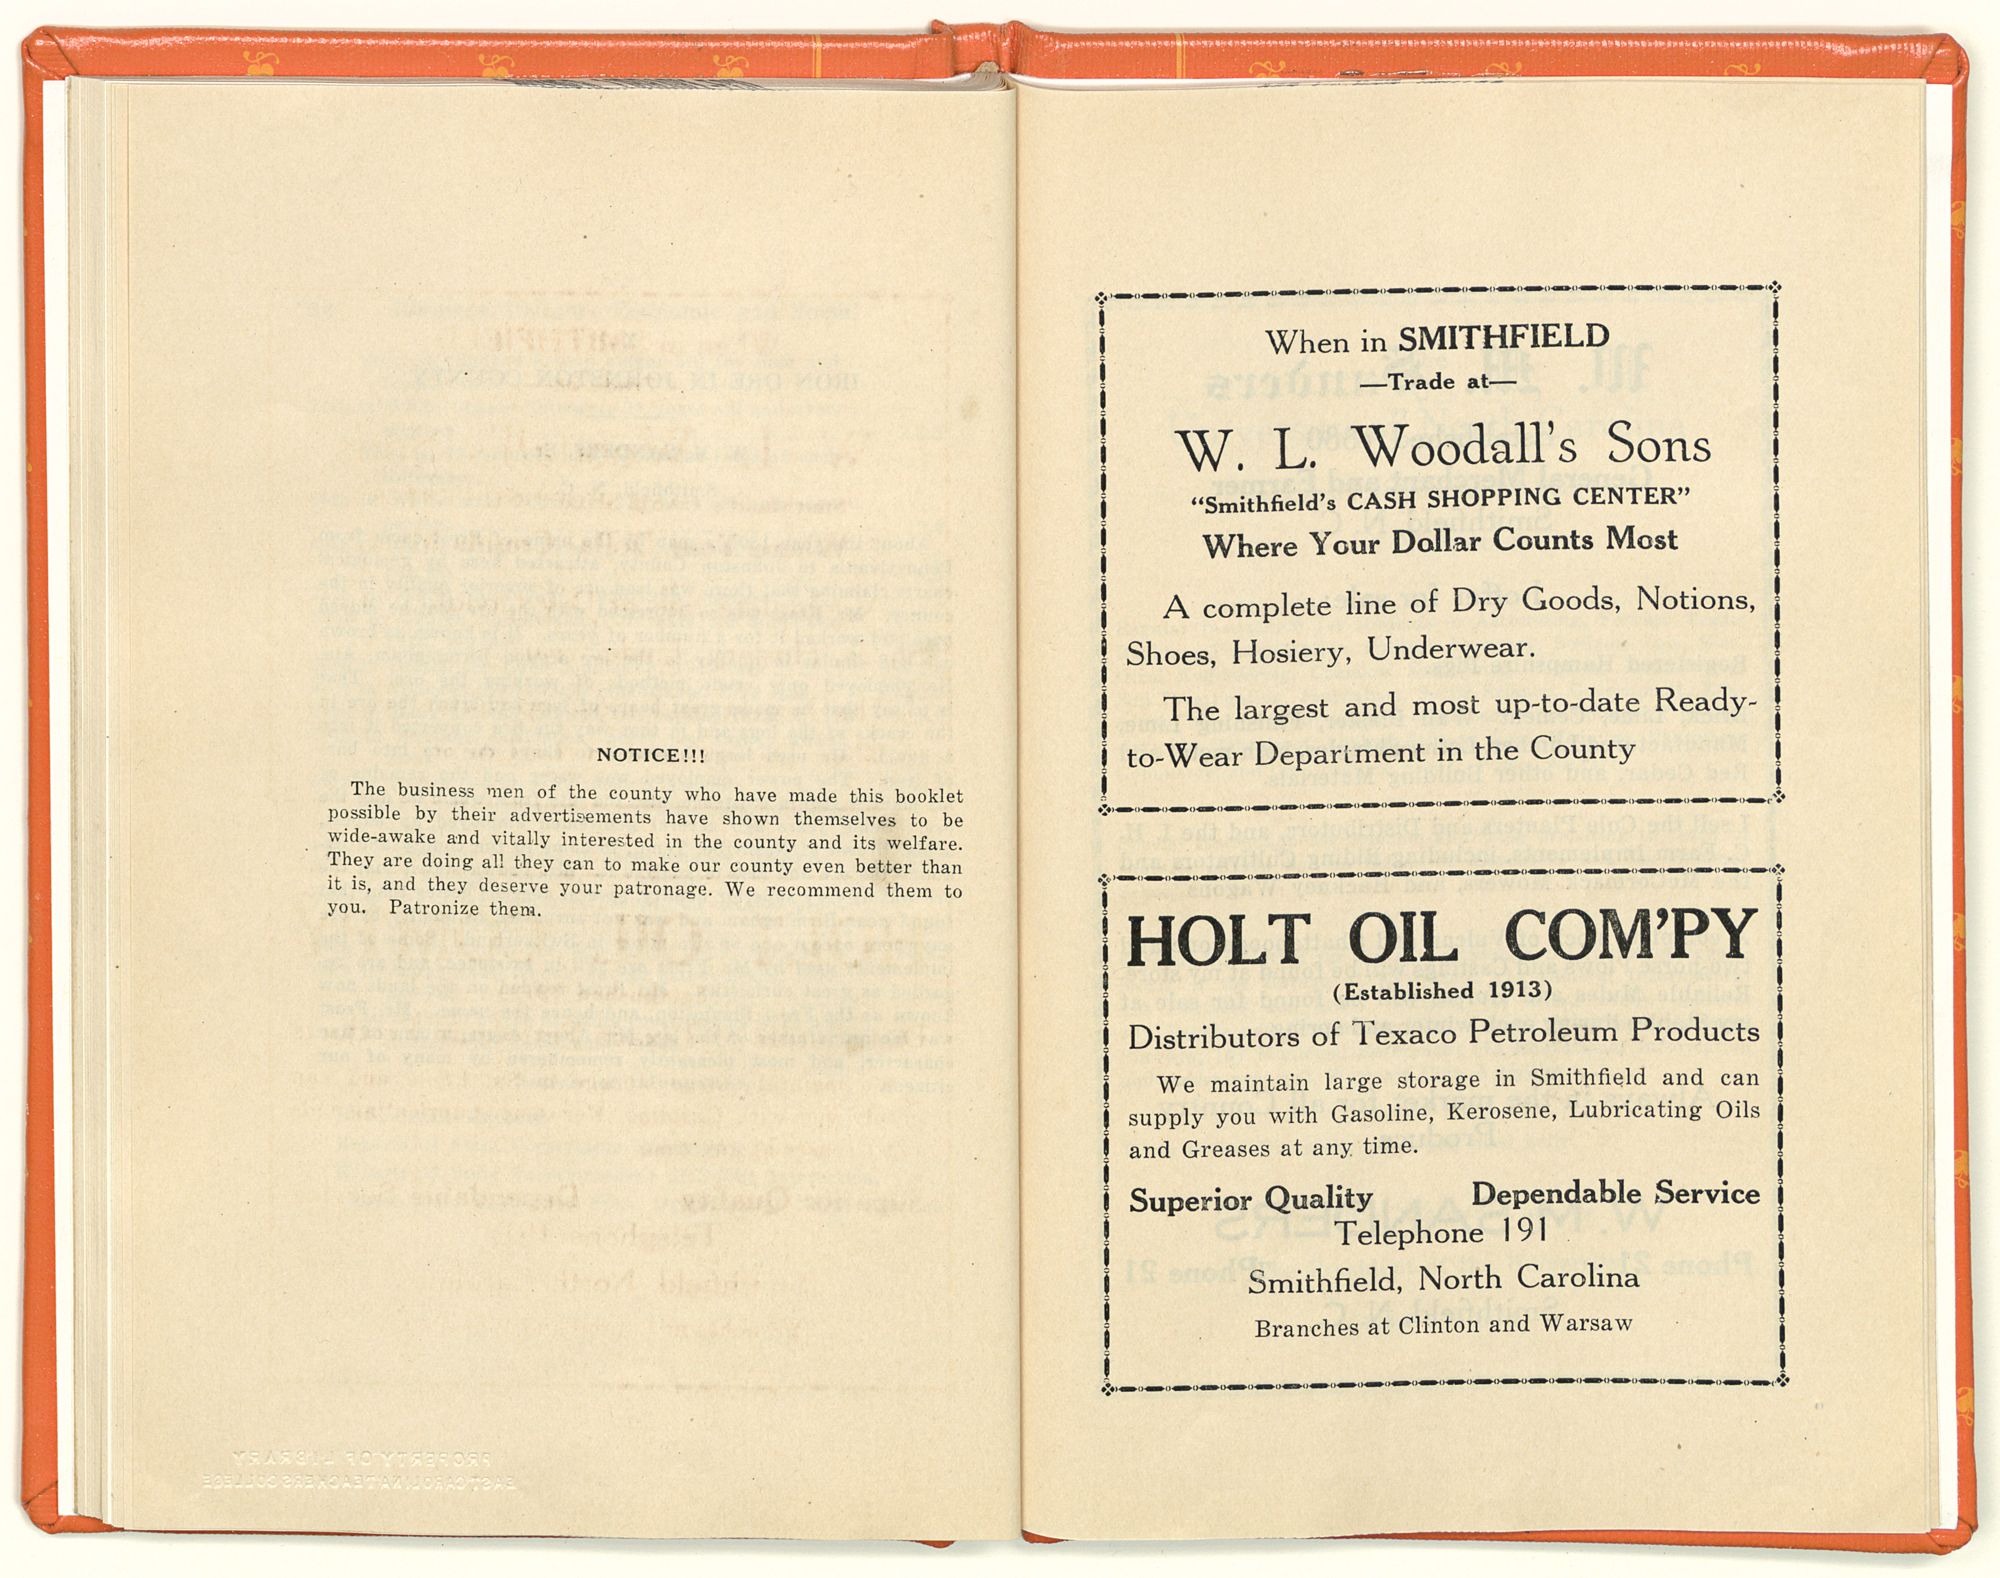 NOTICE!!!
The business men of the county who have made this booklet
possible by their advertisements have shown themselves to be
wide-awake and vitally interested in the county and its welfare.
They are doing all they can to make our county even better than
it is, and they deserve your patronage. We recommend them to
you. Patronize them.
PROPERTY OF LIBRARY
EAST CAROLINA TEACHERS COLLEGE
When in SMITHFIELD
—Trade at—
W. L. Woodall's Sons
"Smithfield's CASH SHOPPING CENTER"
Where Your Dollar Counts Most
A complete line of Dry Goods, Notions,
Shoes, Hosiery, Underwear.
The largest and most up-to-date Ready-
to-Wear Department in the County
HOLT OIL COM'PY
(Established 1913)
Distributors of Texaco Petroleum Products
We maintain large storage in Smithfield and can
supply you with Gasoline, Kerosene, Lubricating Oils
and Greases at any time.
Superior Quality Dependable Service
Telephone 191
Smithfield, North Carolina
Branches at Clinton and Warsaw